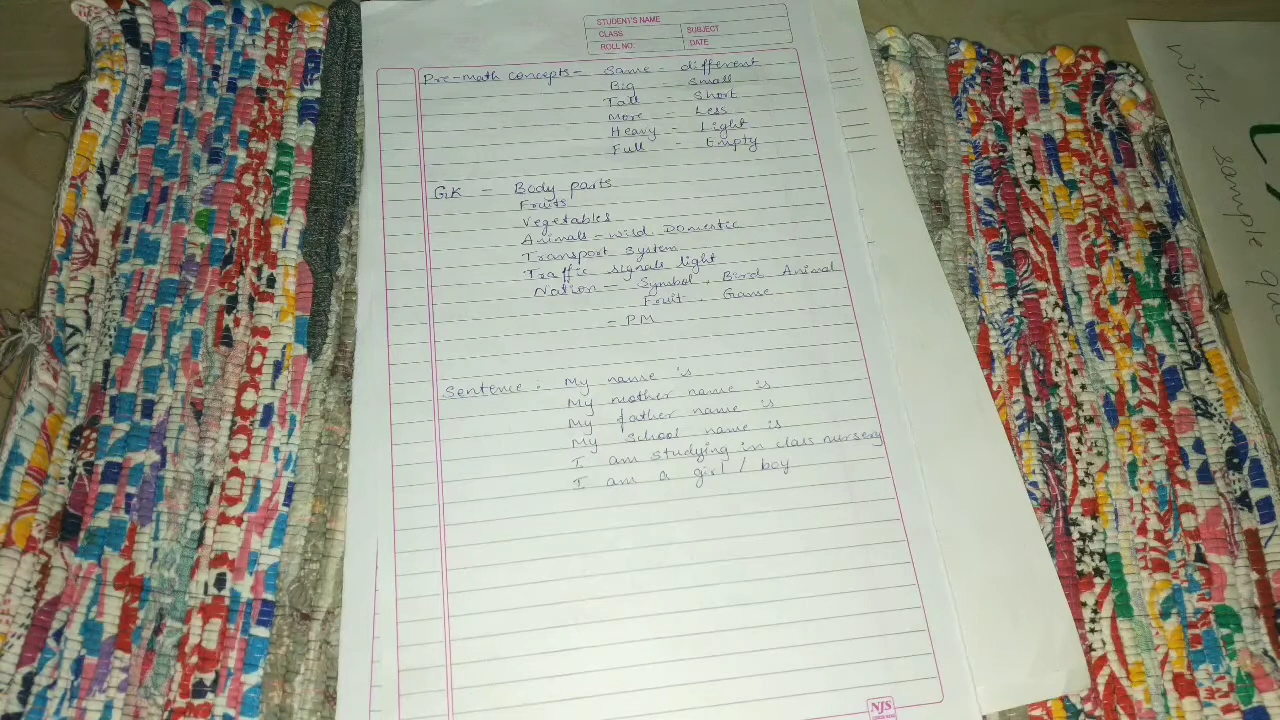 STUDENT'S NAME
CLASS SUBJECT
ROLL NO. DATE
Pre-math concepts - Same - different
Big Small
Tall - Short
More - Less
Heavy - Light
Full - Empty
GK - Body parts
Fruits
Vegetables
Animals - wild Domestic
Transport system
Traffic signals light
Nation - Symbol, Bird Animal
Fruit - Game
= PM
Sentence : My name is
My mother name is
My father name is
My school name is
I am studying in class nursery
I am a girl / boy
NJS
with sample